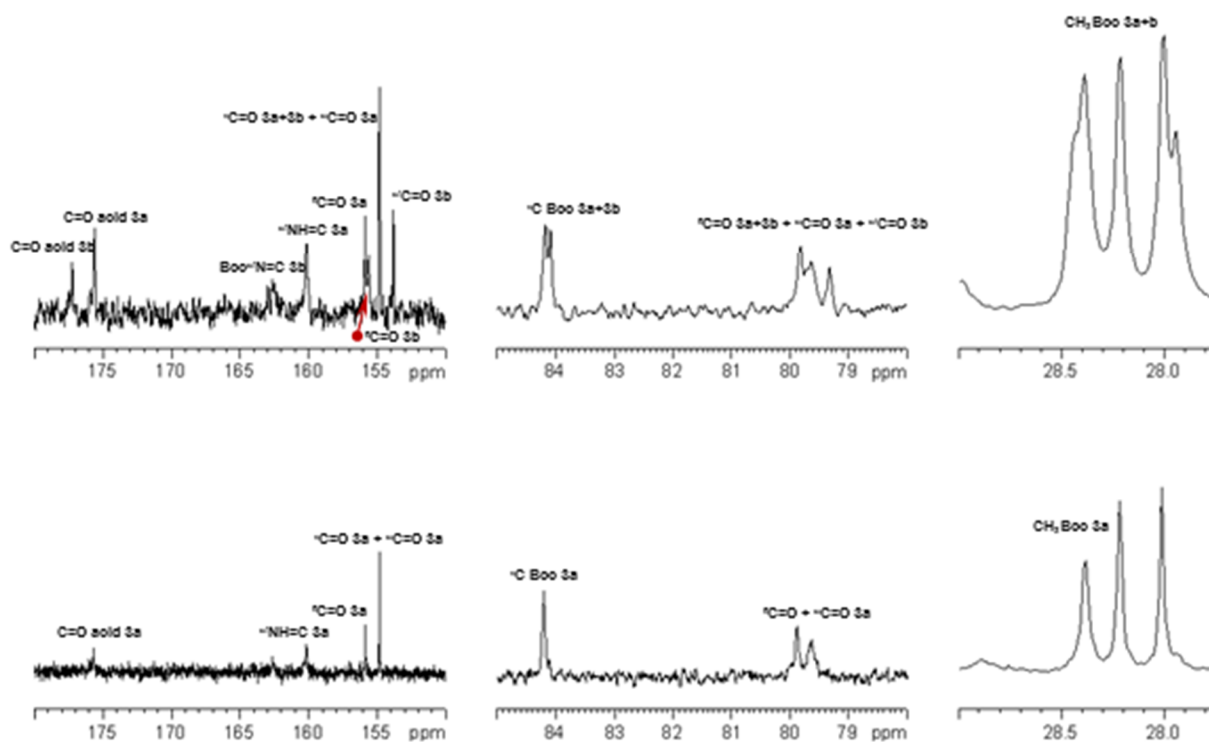 CH₃ Boc 3a+b
C=O 3a+3b + C=O 3a
C=O 3b
C=O acid 3a
C=O 3a
C Boc 3a+3b
C=O 3a+3b + C=O 3a + C=O 3b
C=O acid 3b
NH=C 3a
Boc N=C 3b
C=O 3b
175 170 165 160 155 ppm
84 83 82 81 80 79 ppm
28.5 28.0
C=O 3a + C=O 3a
CH₃ Boc 3a
C Boc 3a
C=O 3a
C=O + C=O 3a
C=O acid 3a
NH=C 3a
175 170 165 160 155 ppm
84 83 82 81 80 79 ppm
28.5 28.0